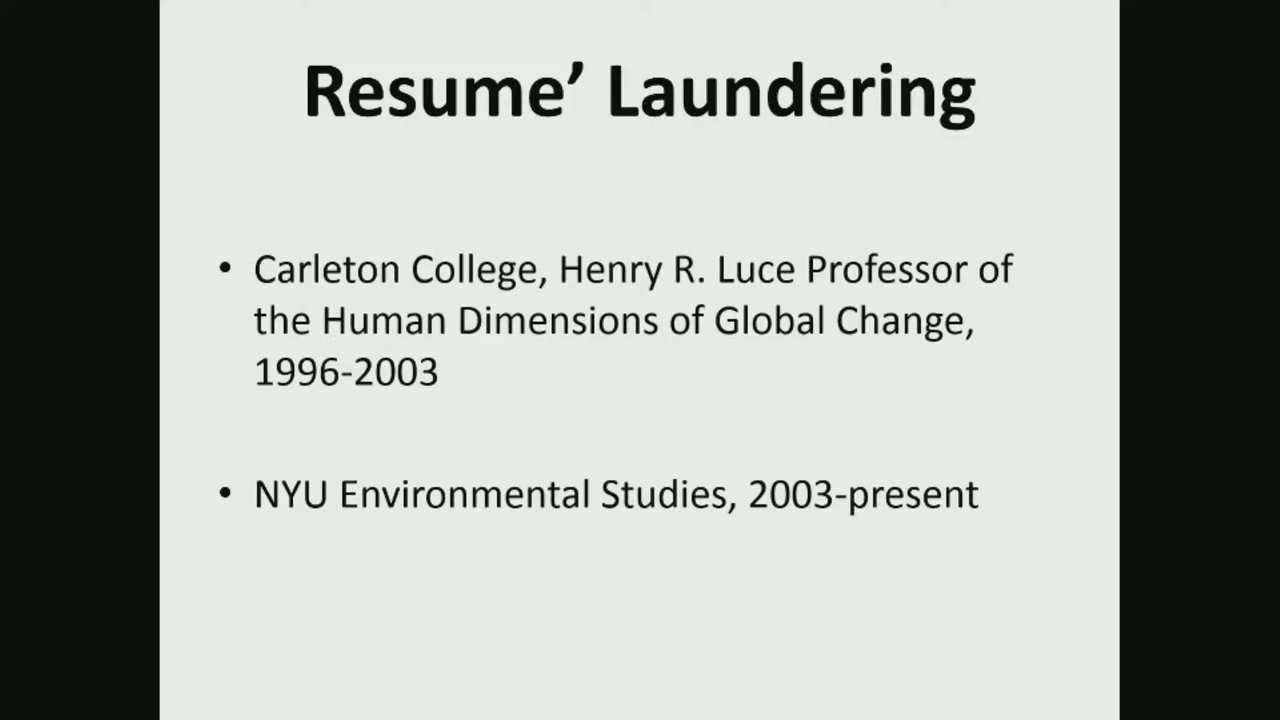 Resume’ Laundering
• Carleton College, Henry R. Luce Professor of
the Human Dimensions of Global Change,
1996-2003
• NYU Environmental Studies, 2003-present